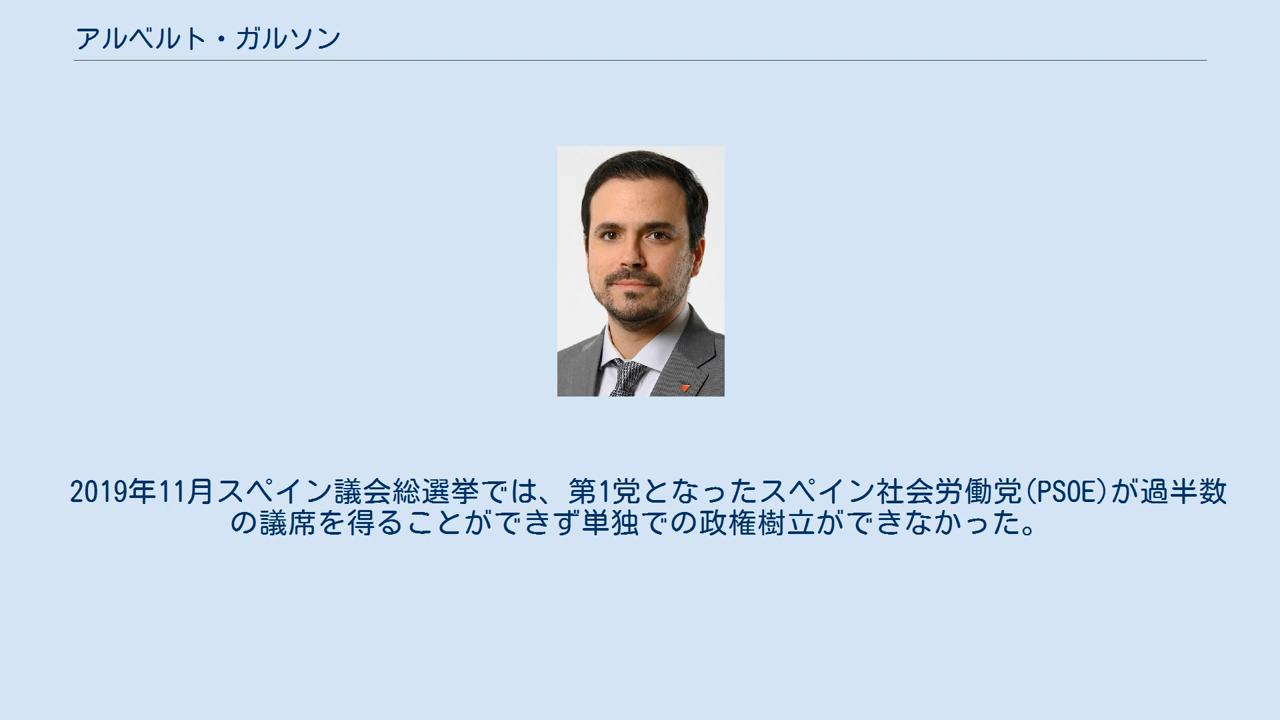 アルベルト・ガルソン
2019年11月スペイン議会総選挙では、第1党となったスペイン社会労働党(PSOE)が過半数
の議席を得ることができず単独での政権樹立ができなかった。